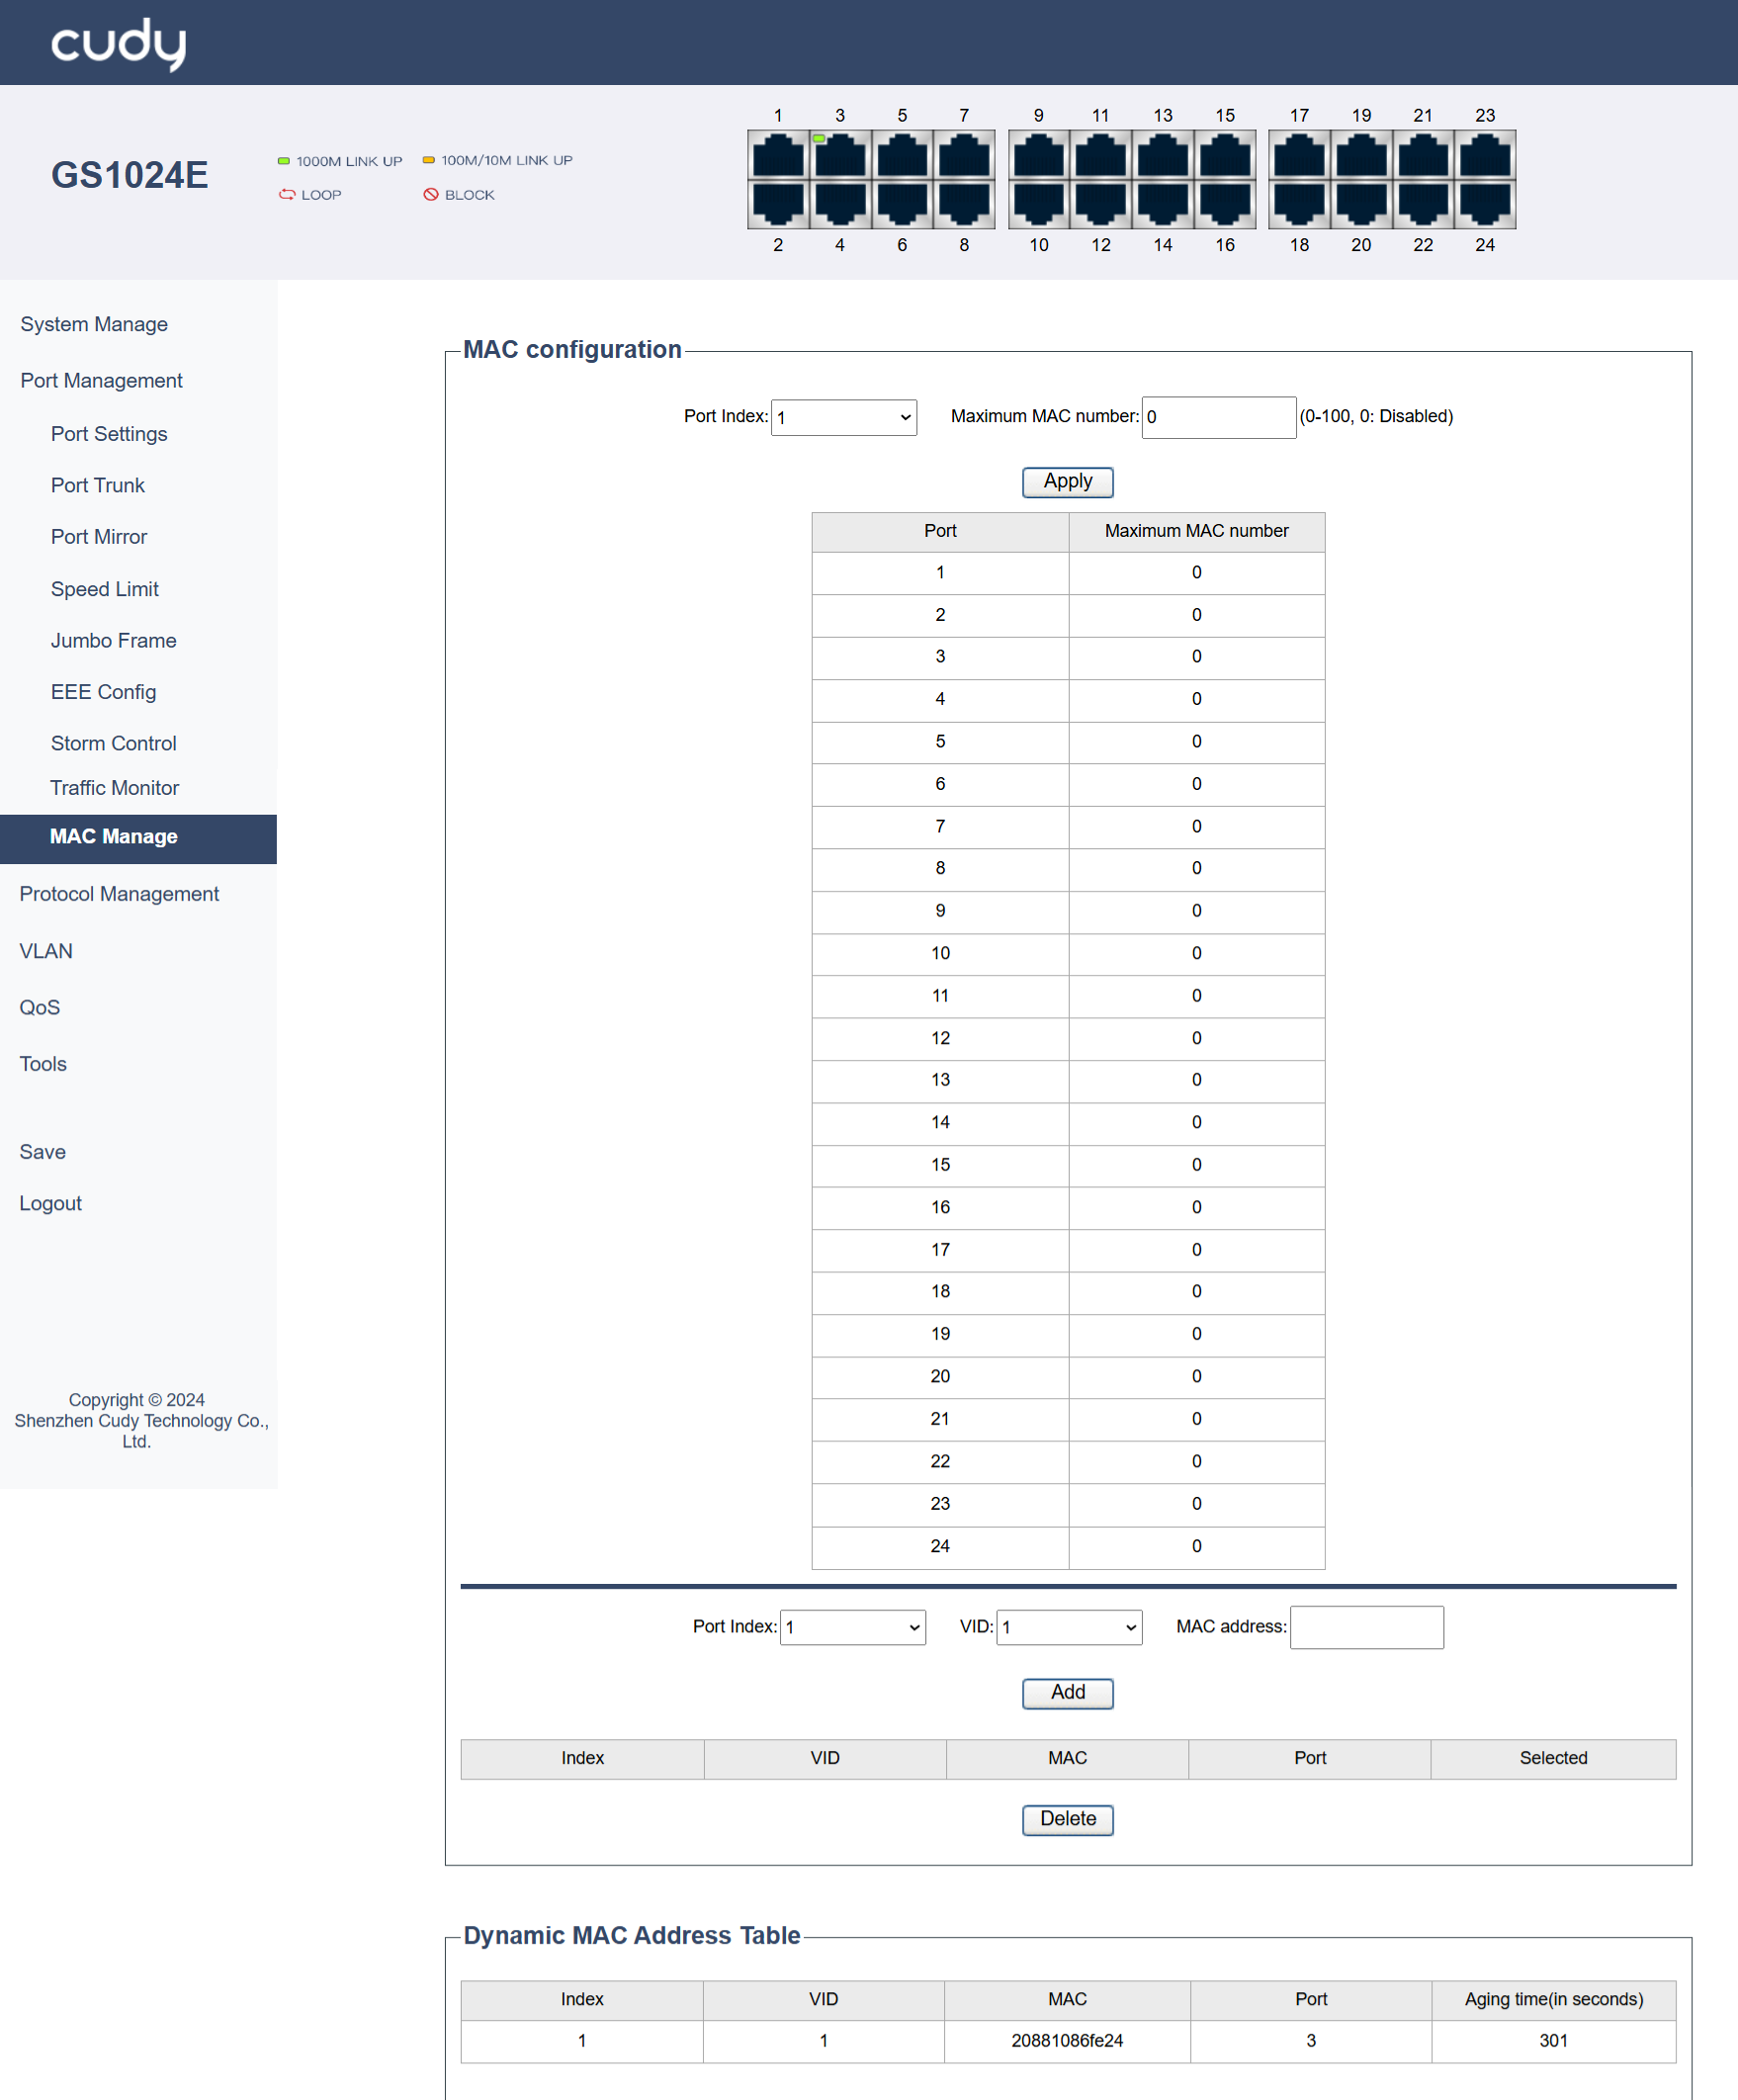 cudy
1 3 5 7 9 11 13 15 17 19 21 23
GS1024E
1000M LINK UP 100M/10M LINK UP
LOOP BLOCK
2 4 6 8 10 12 14 16 18 20 22 24
System Manage
Port Management
Port Settings
Port Trunk
Port Mirror
Speed Limit
Jumbo Frame
EEE Config
Storm Control
Traffic Monitor
MAC Manage
Protocol Management
VLAN
QoS
Tools
Save
Logout
Copyright © 2024
Shenzhen Cudy Technology Co.,
Ltd.
MAC configuration
Port Index: 1 Maximum MAC number: 0 (0-100, 0: Disabled)
Apply
Port Maximum MAC number
1 0
2 0
3 0
4 0
5 0
6 0
7 0
8 0
9 0
10 0
11 0
12 0
13 0
14 0
15 0
16 0
17 0
18 0
19 0
20 0
21 0
22 0
23 0
24 0
Port Index: 1 VID: 1 MAC address:
Add
Index VID MAC Port Selected
Delete
Dynamic MAC Address Table
Index VID MAC Port Aging time(in seconds)
1 1 20881086fe24 3 301